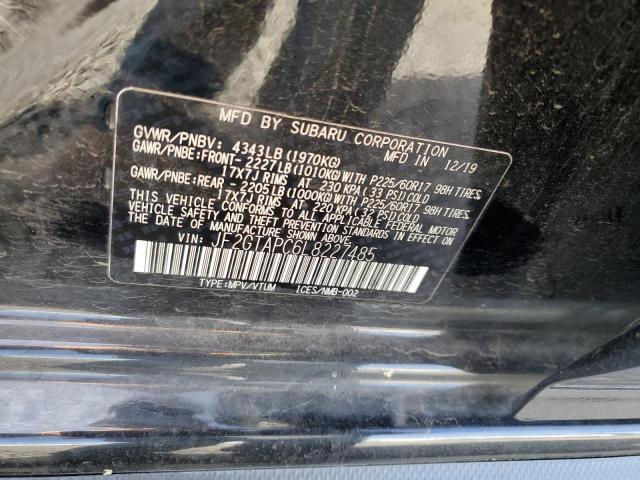 MFD BY SUBARU CORPORATION
GVWR/PNBV: 4343LB (1970KG) MFD IN 12/19
GAWR/PNBE: FRONT- 2227LB (1010KG) WITH P225/60R17 98H TIRES,
17X7J RIMS AT 230 KPA (33 PSI) COLD
GAWR/PNBE: REAR - 2205LB (1000KG) WITH P225/60R17 98H TIRES,
17X7J RIMS AT 220 KPA (32 PSI) COLD
THIS VEHICLE CONFORMS TO ALL APPLICABLE FEDERAL MOTOR
VEHICLE SAFETY AND BUMPER STANDARDS IN EFFECT ON THE
DATE OF MANUFACTURE SHOWN ABOVE.
VIN: JF2GTAPC6L8227485
TYPE: MPV/VTUM ICES/NMB-002